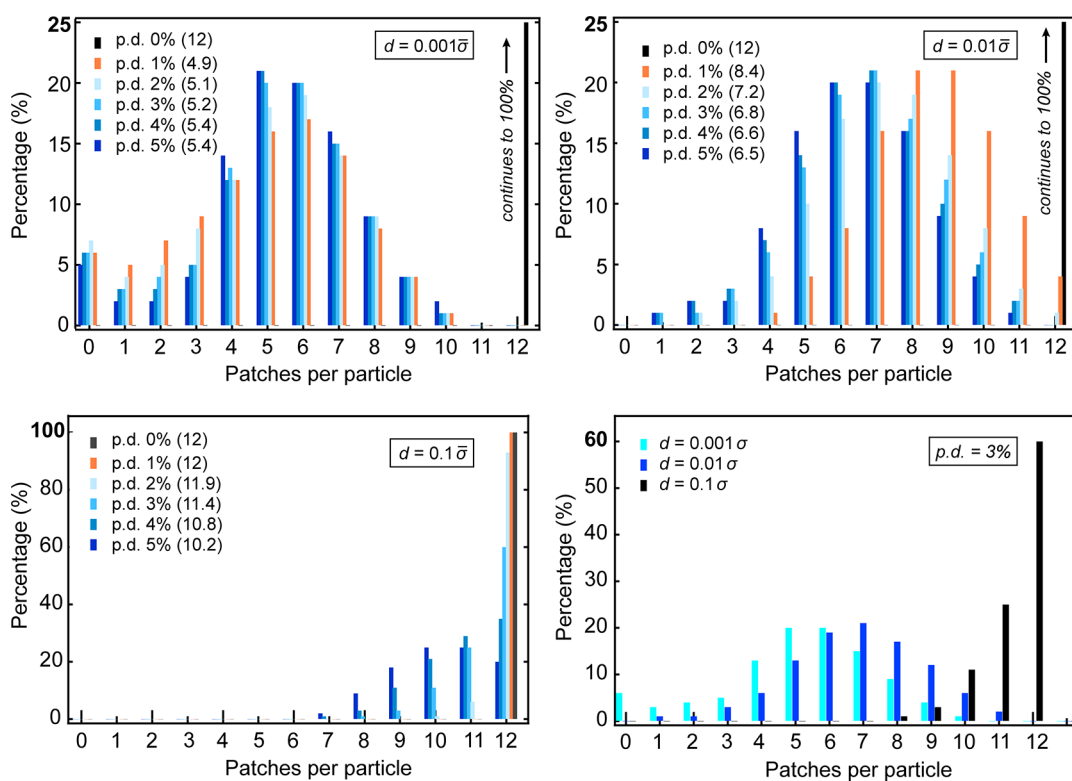 25
20
15
10
5
0
Percentage (%)
p.d. 0% (12)
p.d. 1% (4.9)
p.d. 2% (5.1)
p.d. 3% (5.2)
p.d. 4% (5.4)
p.d. 5% (5.4)
d = 0.001σ̅
continues to 100%
0 1 2 3 4 5 6 7 8 9 10 11 12
Patches per particle
25
20
15
10
5
0
Percentage (%)
p.d. 0% (12)
p.d. 1% (8.4)
p.d. 2% (7.2)
p.d. 3% (6.8)
p.d. 4% (6.6)
p.d. 5% (6.5)
d = 0.01σ̅
continues to 100%
0 1 2 3 4 5 6 7 8 9 10 11 12
Patches per particle
100
80
60
40
20
0
Percentage (%)
p.d. 0% (12)
p.d. 1% (12)
p.d. 2% (11.9)
p.d. 3% (11.4)
p.d. 4% (10.8)
p.d. 5% (10.2)
d = 0.1 σ̅
0 1 2 3 4 5 6 7 8 9 10 11 12
Patches per particle
60
50
40
30
20
10
0
Percentage (%)
d = 0.001 σ
d = 0.01 σ
d = 0.1 σ
p.d. = 3%
0 1 2 3 4 5 6 7 8 9 10 11 12
Patches per particle